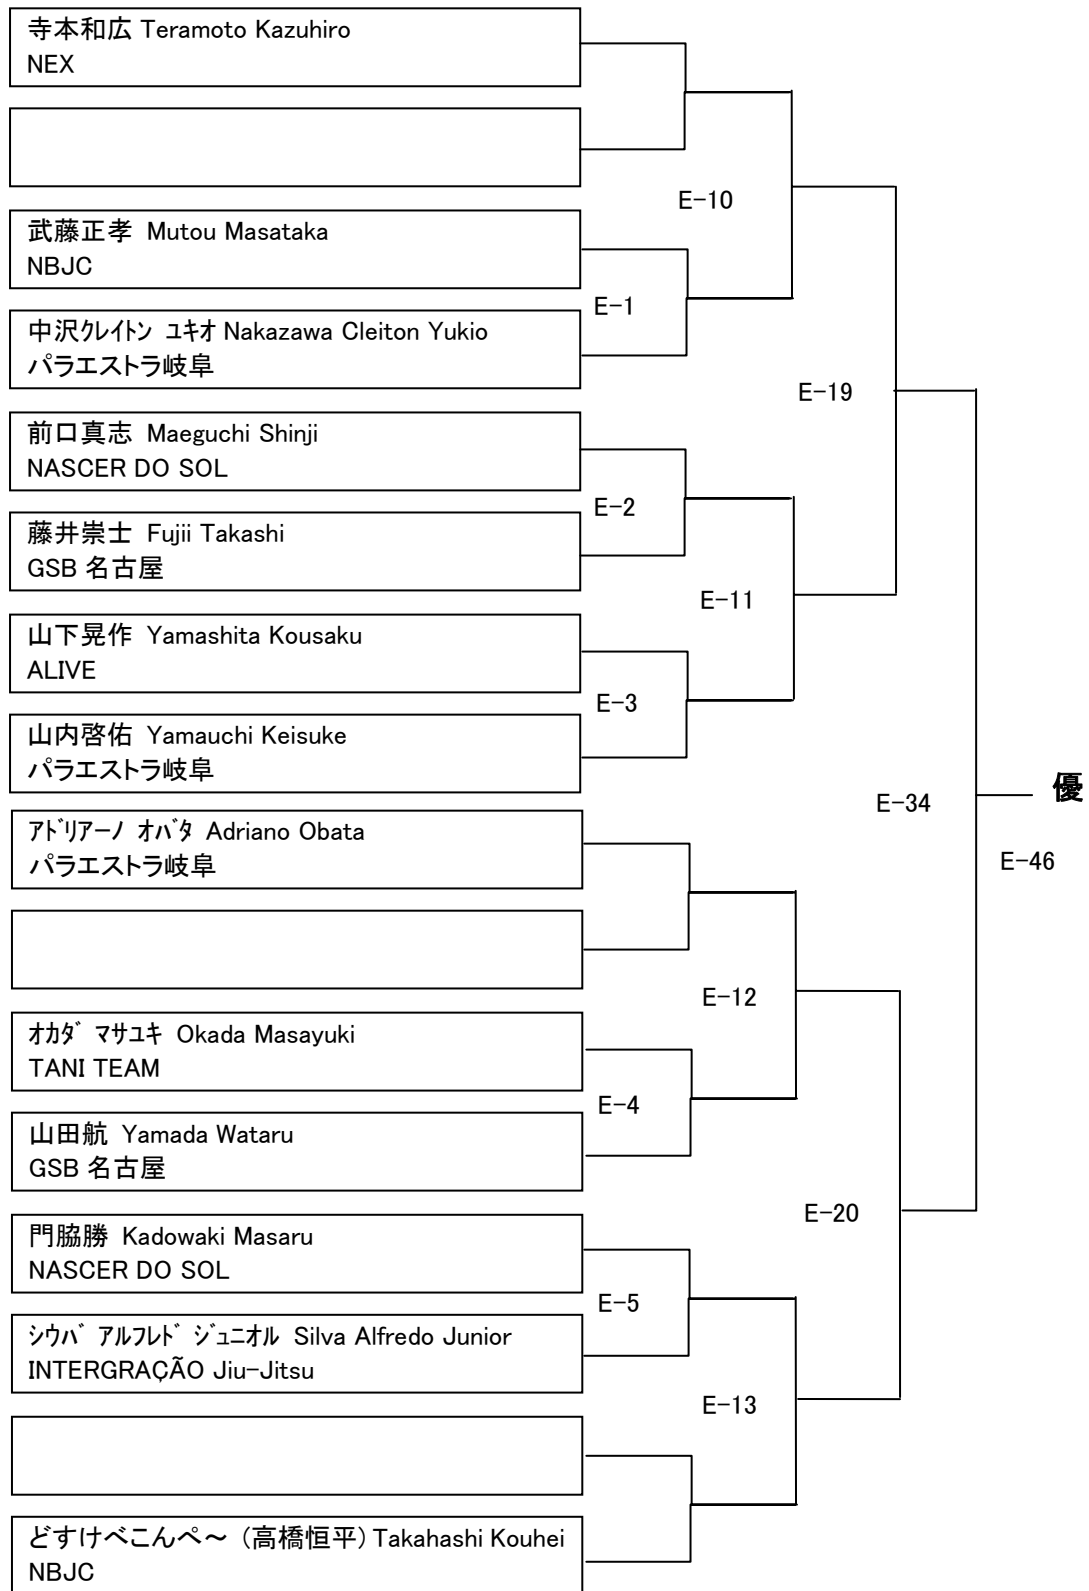 寺本和広 Teramoto Kazuhiro
NEX
武藤正孝 Mutou Masataka
NBJC
中沢ｸﾚｲﾄﾝ ﾕｷｵ Nakazawa Cleiton Yukio
パラエストラ岐阜
前口真志 Maeguchi Shinji
NASCER DO SOL
藤井崇士 Fujii Takashi
GSB 名古屋
山下晃作 Yamashita Kousaku
ALIVE
山内啓佑 Yamauchi Keisuke
パラエストラ岐阜
ｱﾄﾞﾘｱｰﾉ ｵﾊﾞﾀ Adriano Obata
パラエストラ岐阜
ｵｶﾀﾞ ﾏｻﾕｷ Okada Masayuki
TANI TEAM
山田航 Yamada Wataru
GSB 名古屋
門脇勝 Kadowaki Masaru
NASCER DO SOL
ｼｳﾊﾞ ｱﾙﾌﾚﾄﾞ ｼﾞｭﾆｵﾙ Silva Alfredo Junior
INTERGRAÇÃO Jiu-Jitsu
どすけべこんぺ～（高橋恒平）Takahashi Kouhei
NBJC
E-1
E-2
E-3
E-4
E-5
E-10
E-11
E-12
E-13
E-19
E-20
E-34
E-46
優